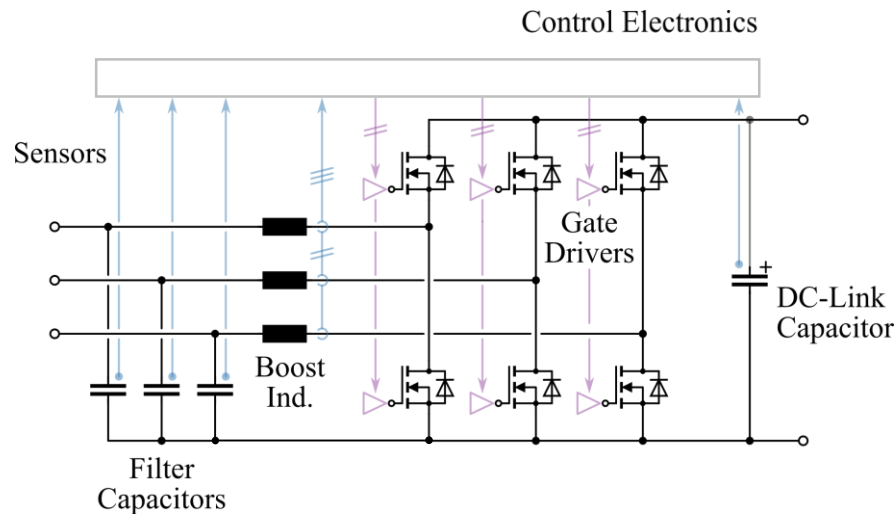 Control Electronics
Sensors
Gate
Drivers
+
DC-Link
Capacitor
Boost
Ind.
Filter
Capacitors